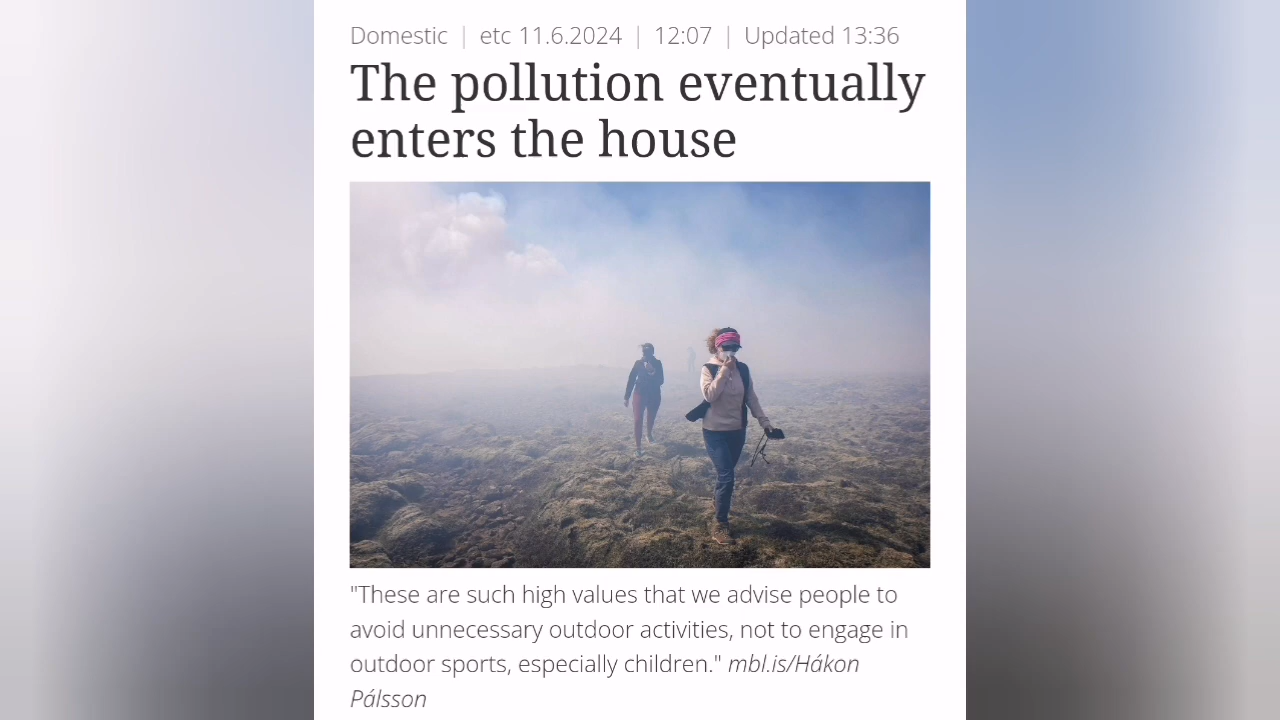 Domestic | etc 11.6.2024 | 12:07 | Updated 13:36
The pollution eventually
enters the house
"These are such high values that we advise people to
avoid unnecessary outdoor activities, not to engage in
outdoor sports, especially children." mbl.is/Hákon
Pálsson